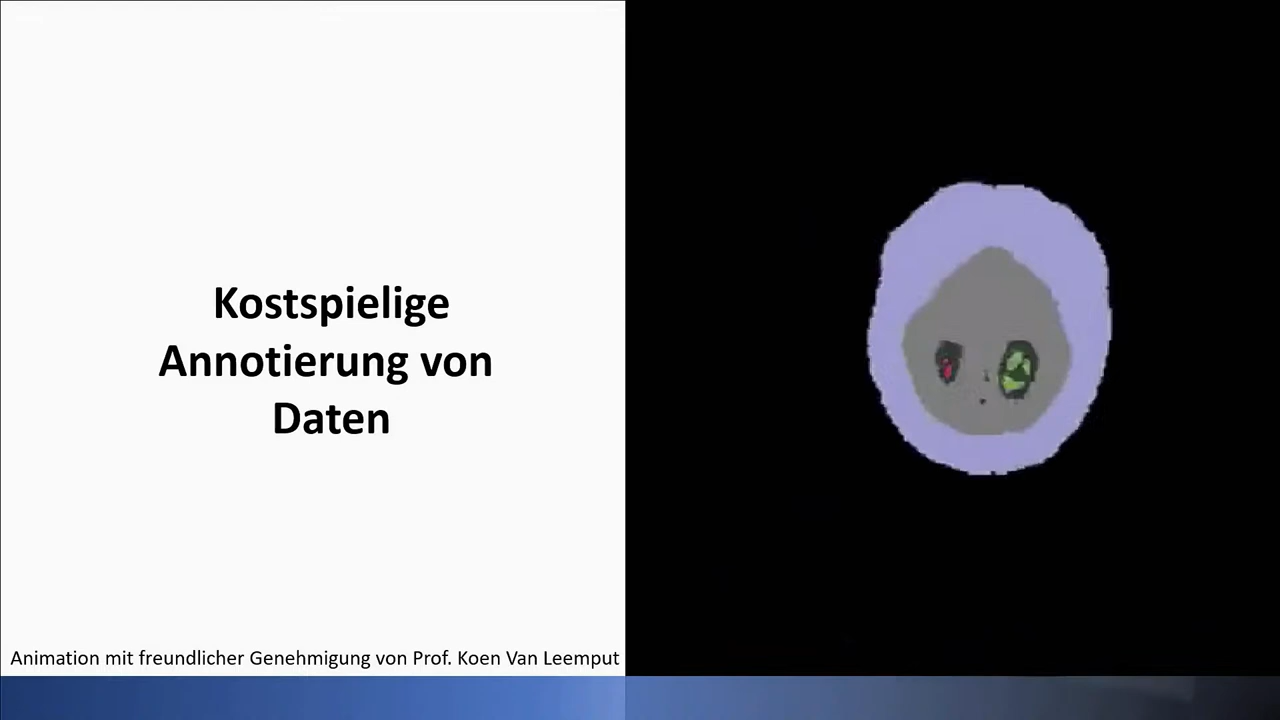 Kostspielige
Annotierung von
Daten
Animation mit freundlicher Genehmigung von Prof. Koen Van Leemput